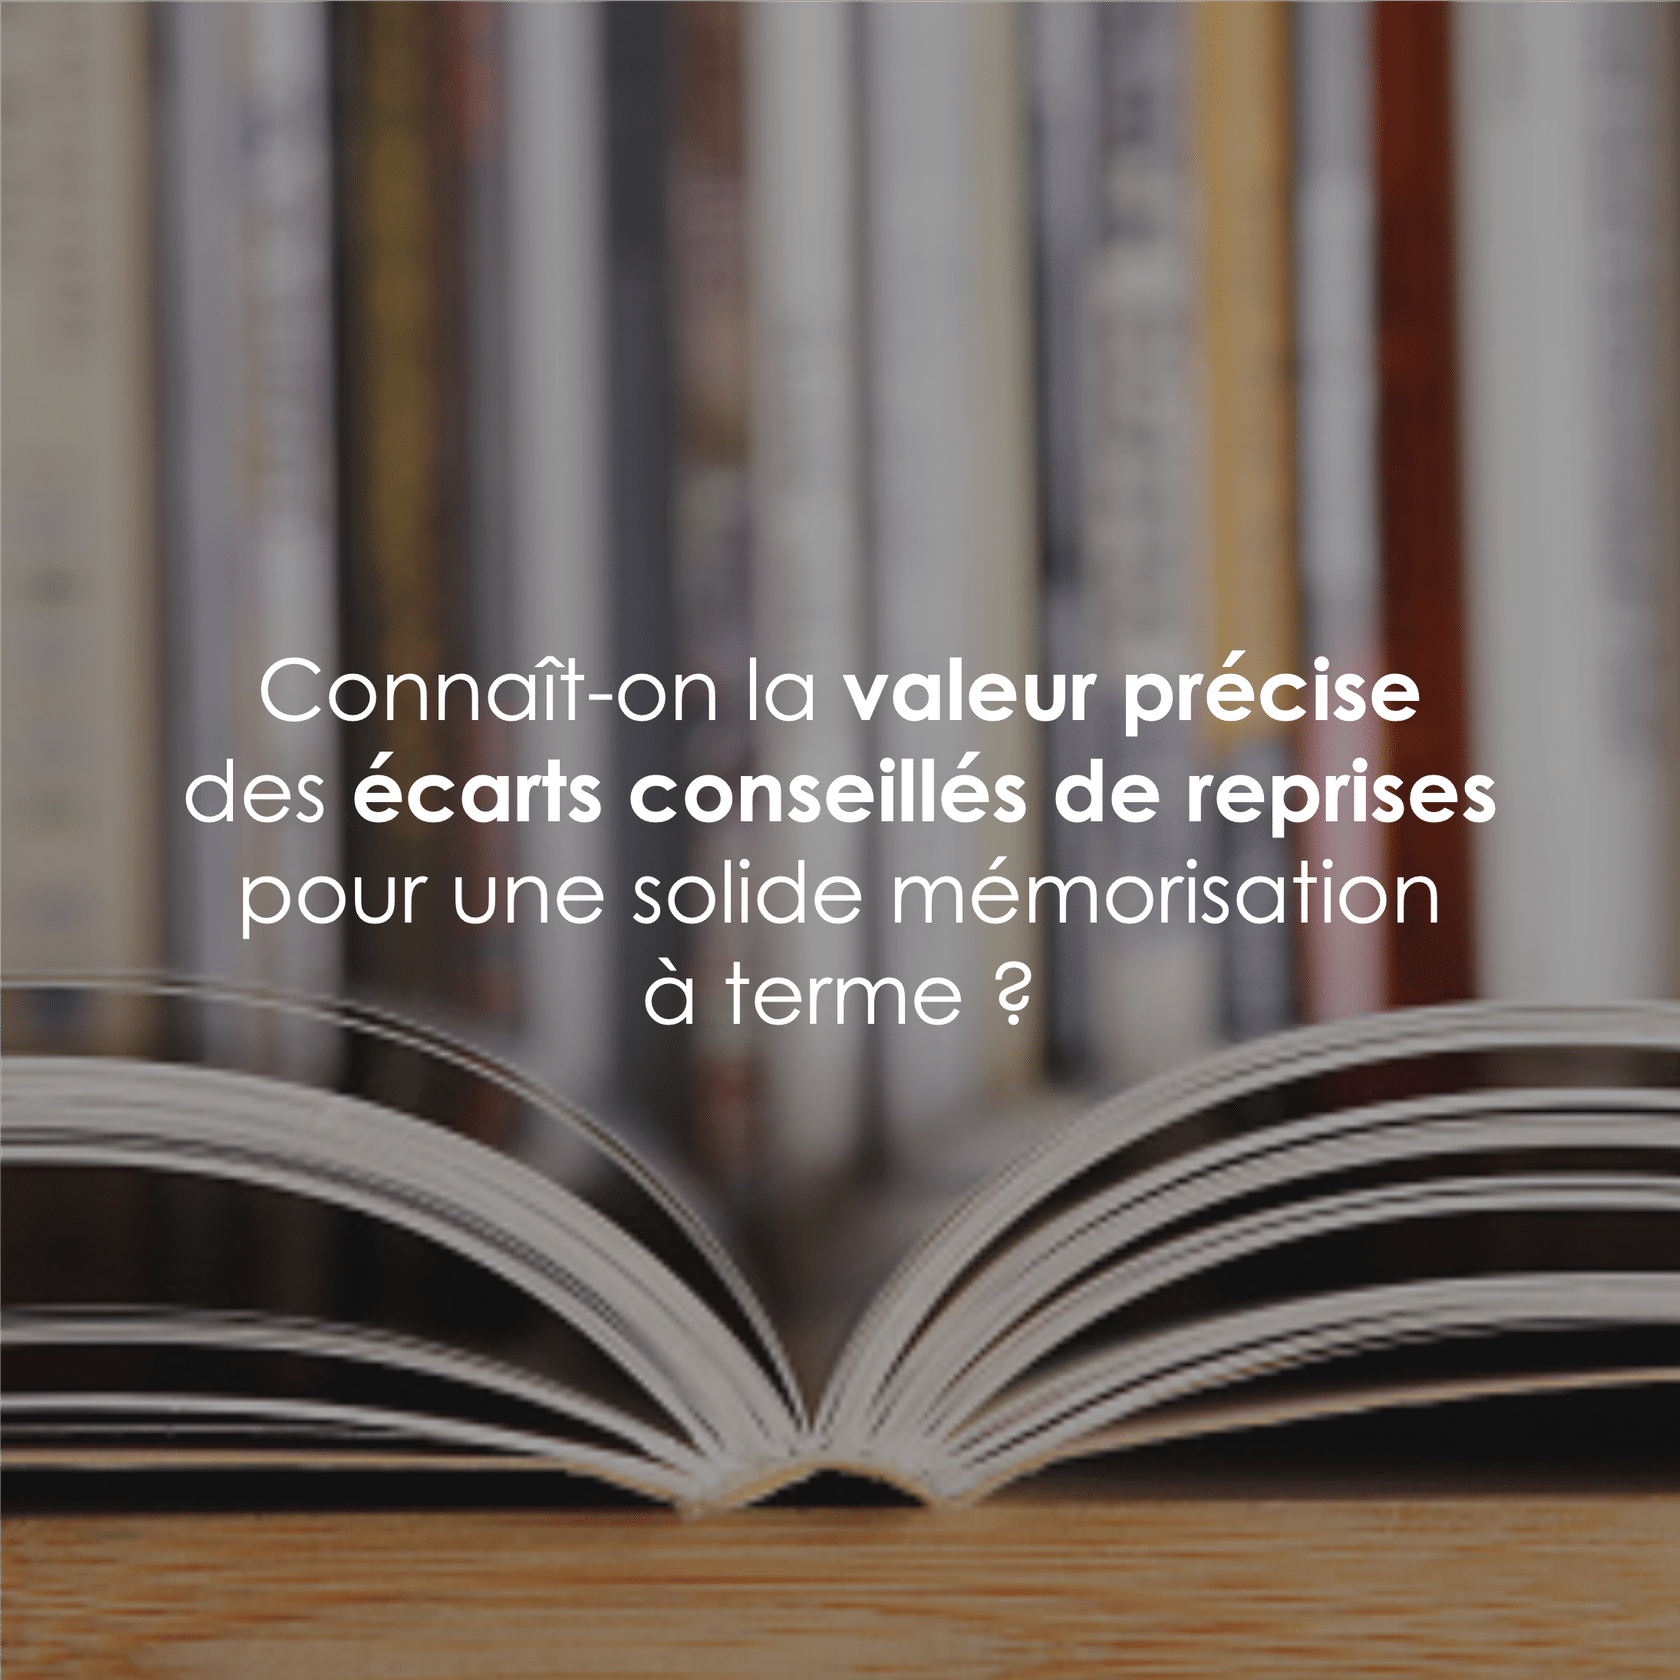 Connaît-on la valeur précise
des écarts conseillés de reprises
pour une solide mémorisation
à terme ?